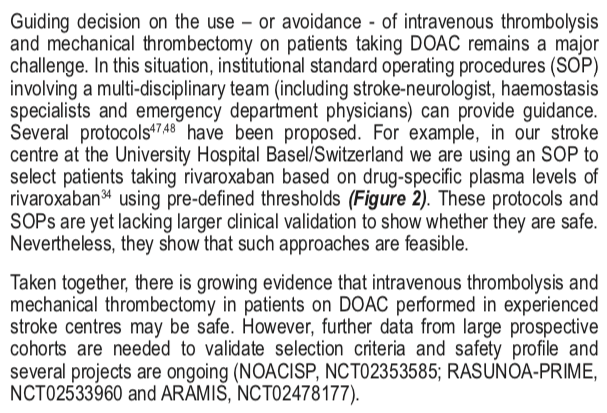 Guiding decision on the use – or avoidance - of intravenous thrombolysis
and mechanical thrombectomy on patients taking DOAC remains a major
challenge. In this situation, institutional standard operating procedures (SOP)
involving a multi-disciplinary team (including stroke-neurologist, haemostasis
specialists and emergency department physicians) can provide guidance.
Several protocols47,48 have been proposed. For example, in our stroke
centre at the University Hospital Basel/Switzerland we are using an SOP to
select patients taking rivaroxaban based on drug-specific plasma levels of
rivaroxaban34 using pre-defined thresholds (Figure 2). These protocols and
SOPs are yet lacking larger clinical validation to show whether they are safe.
Nevertheless, they show that such approaches are feasible.
Taken together, there is growing evidence that intravenous thrombolysis and
mechanical thrombectomy in patients on DOAC performed in experienced
stroke centres may be safe. However, further data from large prospective
cohorts are needed to validate selection criteria and safety profile and
several projects are ongoing (NOACISP, NCT02353585; RASUNOA-PRIME,
NCT02533960 and ARAMIS, NCT02478177).